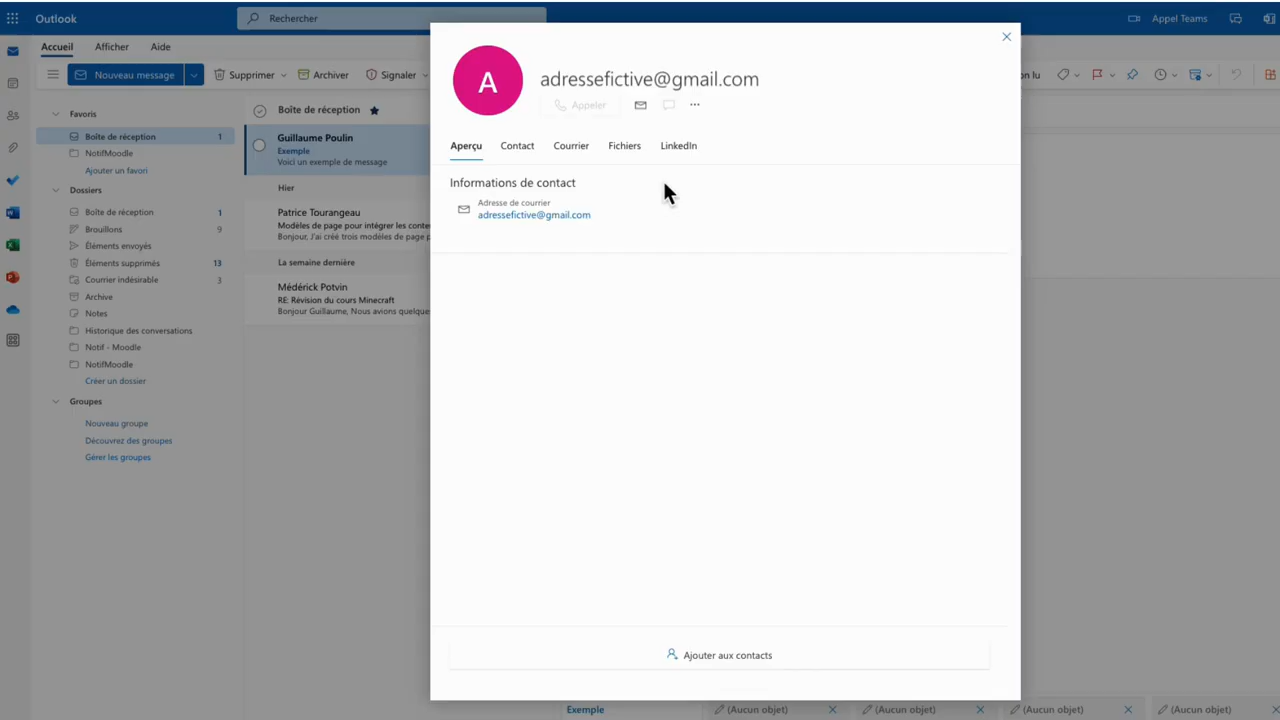 Outlook
Rechercher
Appel Teams
Accueil
Afficher
Aide
Nouveau message
Supprimer
Archiver
Signaler
on lu
Favoris
Boîte de réception 1
NotifMoodle
Ajouter un favori
Dossiers
Boîte de réception 1
Brouillons 9
Éléments envoyés
Éléments supprimés 13
Courrier indésirable 3
Archive
Notes
Historique des conversations
Notif - Moodle
NotifMoodle
Créer un dossier
Groupes
Nouveau groupe
Découvrez des groupes
Gérer les groupes
Boîte de réception
Guillaume Poulin
Exemple
Voici un exemple de message
Hier
Patrice Tourangeau
Modèles de page pour intégrer les conte
Bonjour, J'ai créé trois modèles de page p
La semaine dernière
Médérick Potvin
RE: Révision du cours Minecraft
Bonjour Guillaume, Nous avons quelques
A
adressefictive@gmail.com
Appeler
Aperçu
Contact
Courrier
Fichiers
LinkedIn
Informations de contact
Adresse de courrier
adressefictive@gmail.com
Ajouter aux contacts
Exemple
(Aucun objet)
(Aucun objet)
(Aucun objet)
(Aucun objet)